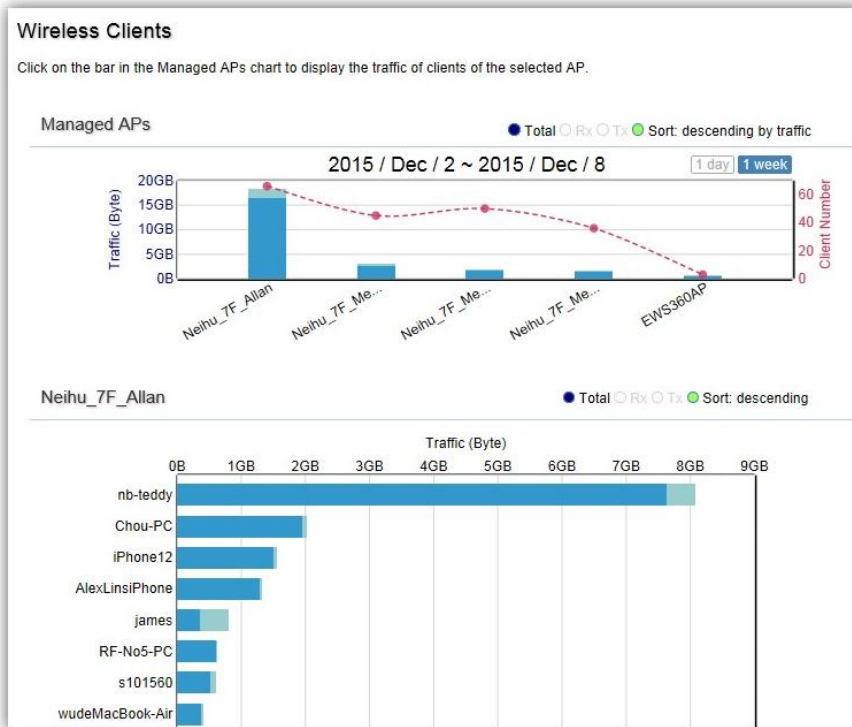 Wireless Clients
Click on the bar in the Managed APs chart to display the traffic of clients of the selected AP.
Managed APs
Total Rx Tx Sort: descending by traffic
2015 / Dec / 2 ~ 2015 / Dec / 8
1 day 1 week
Traffic (Byte)
20GB
15GB
10GB
5GB
0B
60
40
20
0
Client Number
Neihu_7F_Allan
Neihu_7F_Me...
Neihu_7F_Me...
Neihu_7F_Me...
EWS360AP
Neihu_7F_Allan
Total Rx Tx Sort: descending
Traffic (Byte)
0B 1GB 2GB 3GB 4GB 5GB 6GB 7GB 8GB 9GB
nb-teddy
Chou-PC
iPhone12
AlexLinsiPhone
james
RF-No5-PC
s101560
wudeMacBook-Air